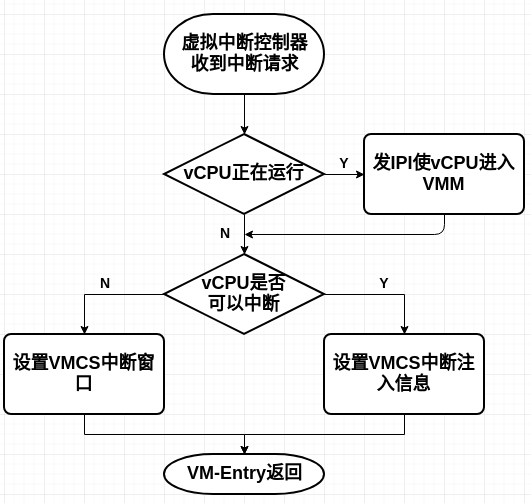 虚拟中断控制器
收到中断请求
vCPU正在运行
Y
发IPI使vCPU进入
VMM
N
vCPU是否
可以中断
N
Y
设置VMCS中断窗
口
设置VMCS中断注
入信息
VM-Entry返回